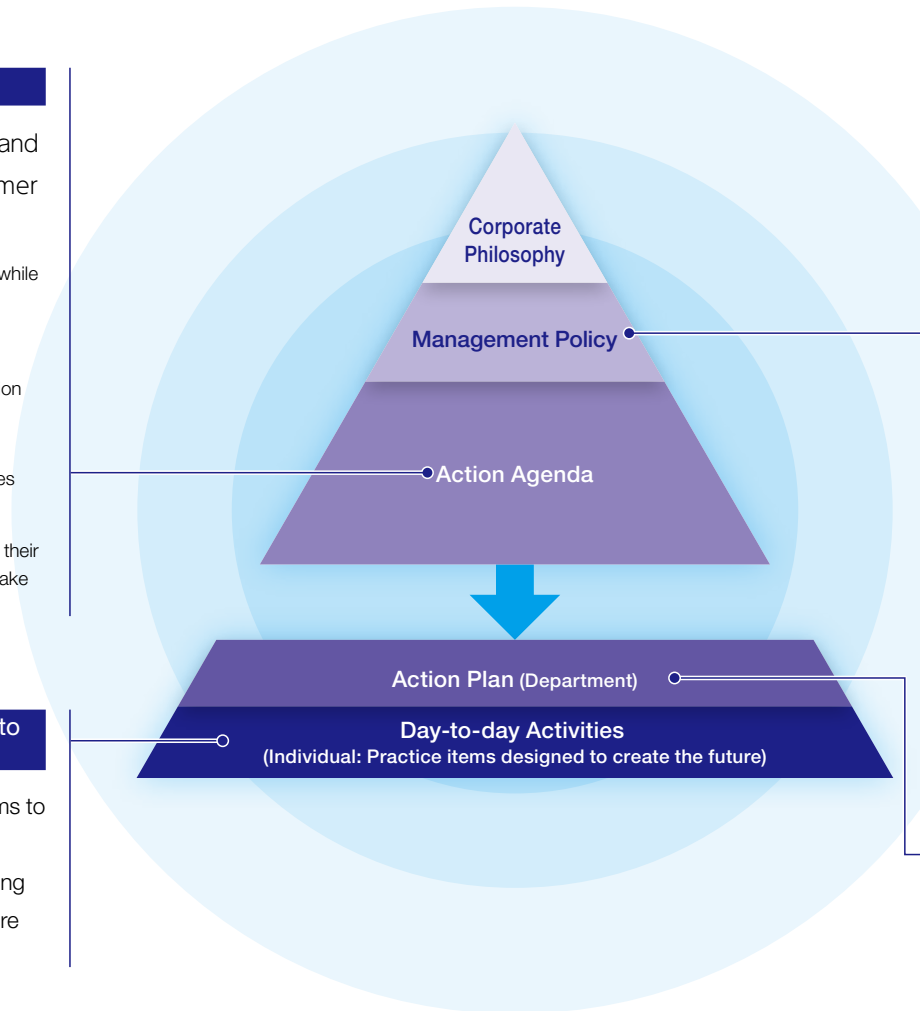 and
mer
while
on
es
their
ake
to
ns to
ng
re
Corporate
Philosophy
Management Policy
Action Agenda
Action Plan (Department)
Day-to-day Activities
(Individual: Practice items designed to create the future)